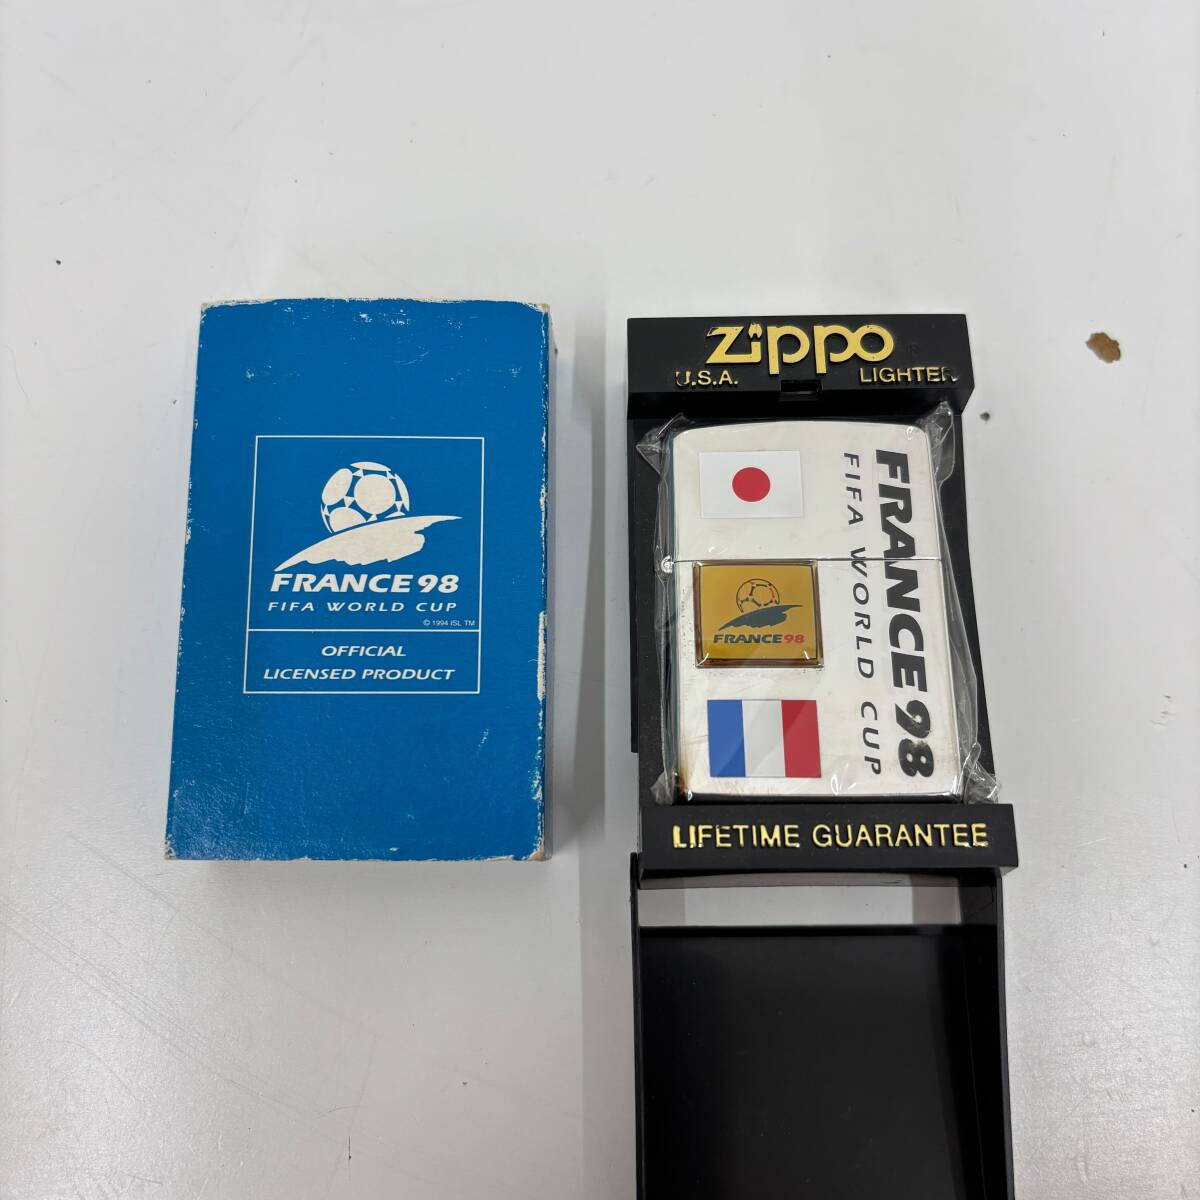 FRANCE 98
FIFA WORLD CUP
© 1994 ISL TM
OFFICIAL
LICENSED PRODUCT
Zippo
U.S.A. LIGHTER
FRANCE 98
FIFA WORLD CUP
FRANCE 98
LIFETIME GUARANTEE